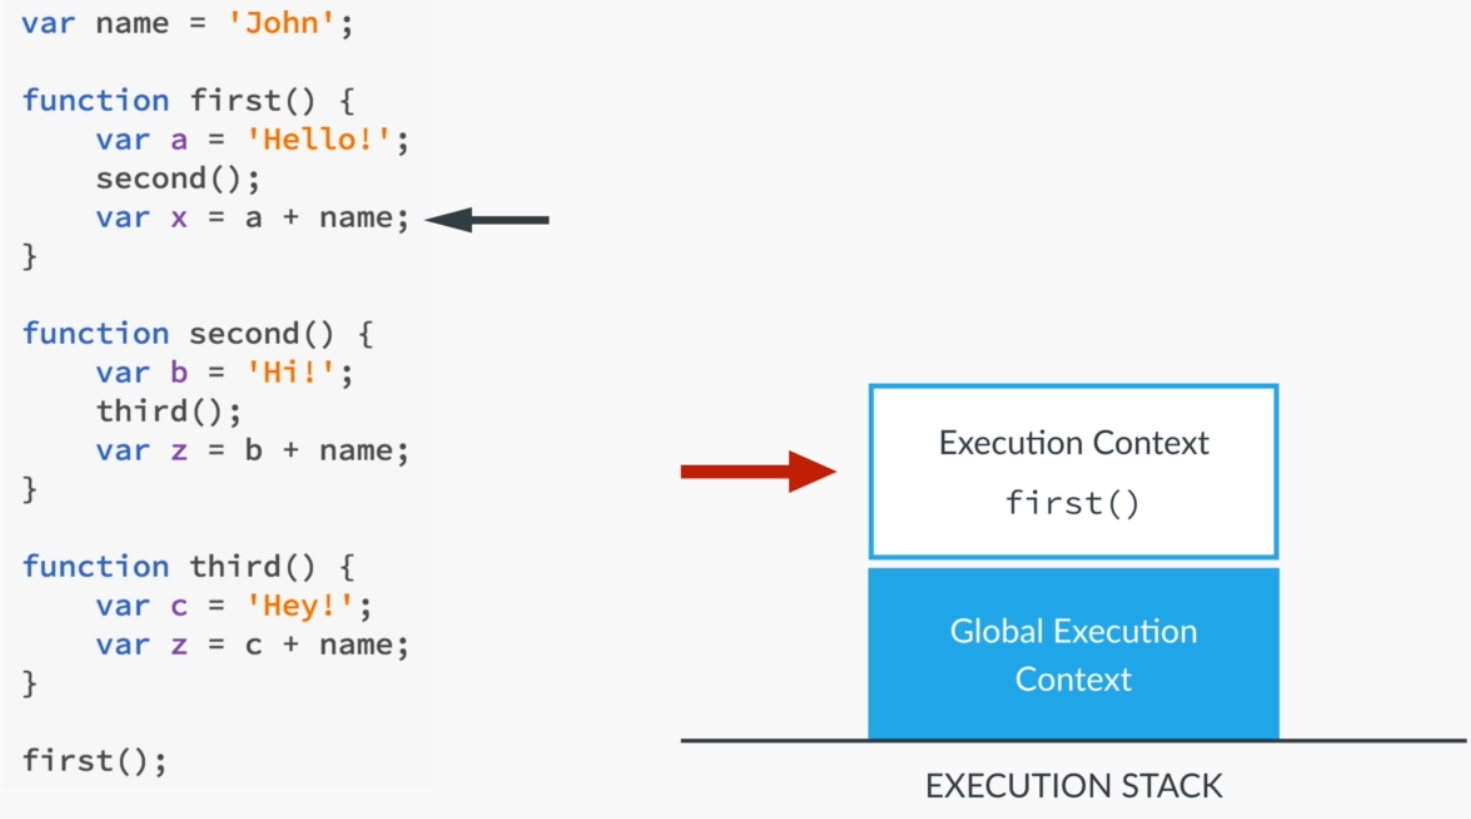 var name = 'John';
function first() {
    var a = 'Hello!';
    second();
    var x = a + name;
}
function second() {
    var b = 'Hi!';
    third();
    var z = b + name;
}
function third() {
    var c = 'Hey!';
    var z = c + name;
}
first();
Execution Context
first()
Global Execution
Context
EXECUTION STACK